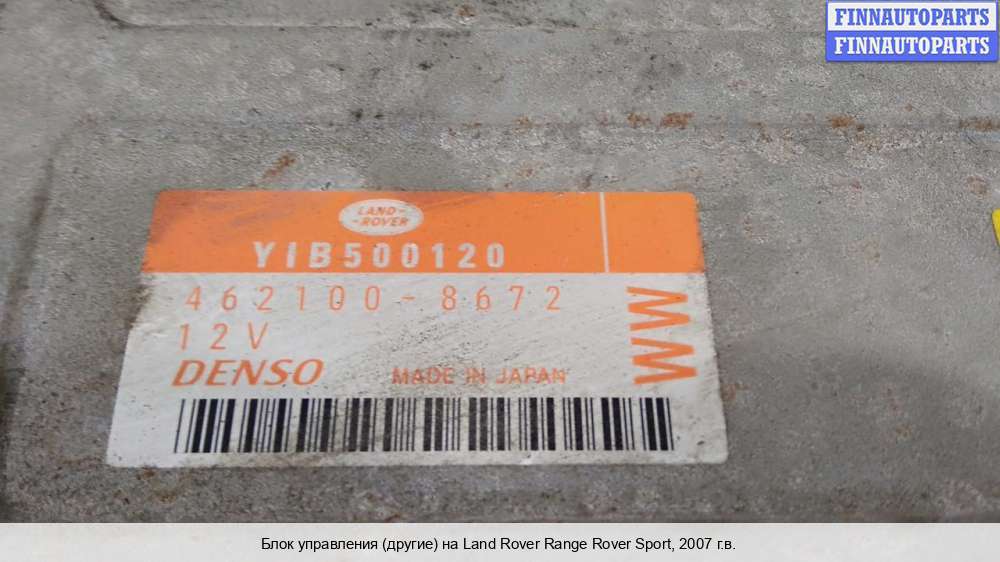 FINNAUTOPARTS
FINNAUTOPARTS
LAND-
-ROVER
YIB500120
462100-8672
12V
DENSO
MADE IN JAPAN
WW
Блок управления (другие) на Land Rover Range Rover Sport, 2007 г.в.